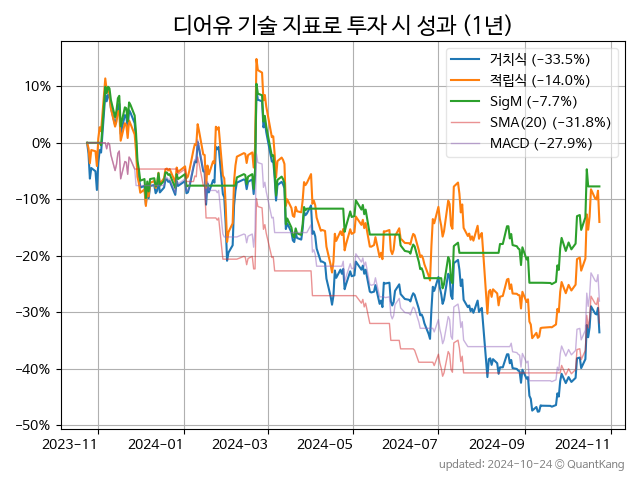 디어유 기술 지표로 투자 시 성과 (1년)
거치식 (−33.5%)
적립식 (−14.0%)
SigM (−7.7%)
SMA(20) (−31.8%)
MACD (−27.9%)
10%
0%
−10%
−20%
−30%
−40%
−50%
2023−11 2024−01 2024−03 2024−05 2024−07 2024−09 2024−11
updated: 2024-10-24 © QuantKang